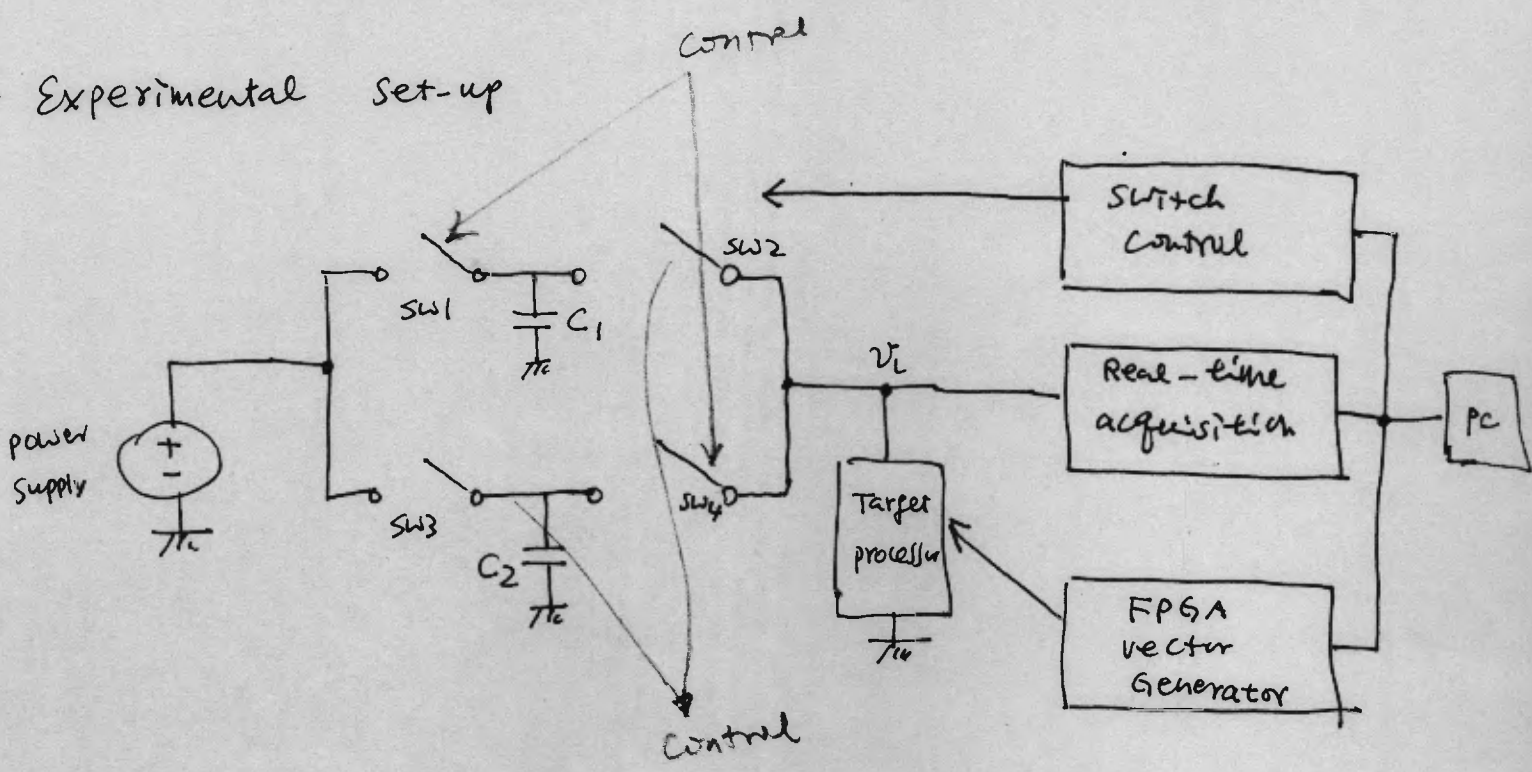 Control
Experimental set-up
SW1
C1
SW2
Switch
Control
power
supply
+
-
SW3
C2
SW4
VL
Target
processor
Real-time
acquisition
PC
FPGA
vector
Generator
Control